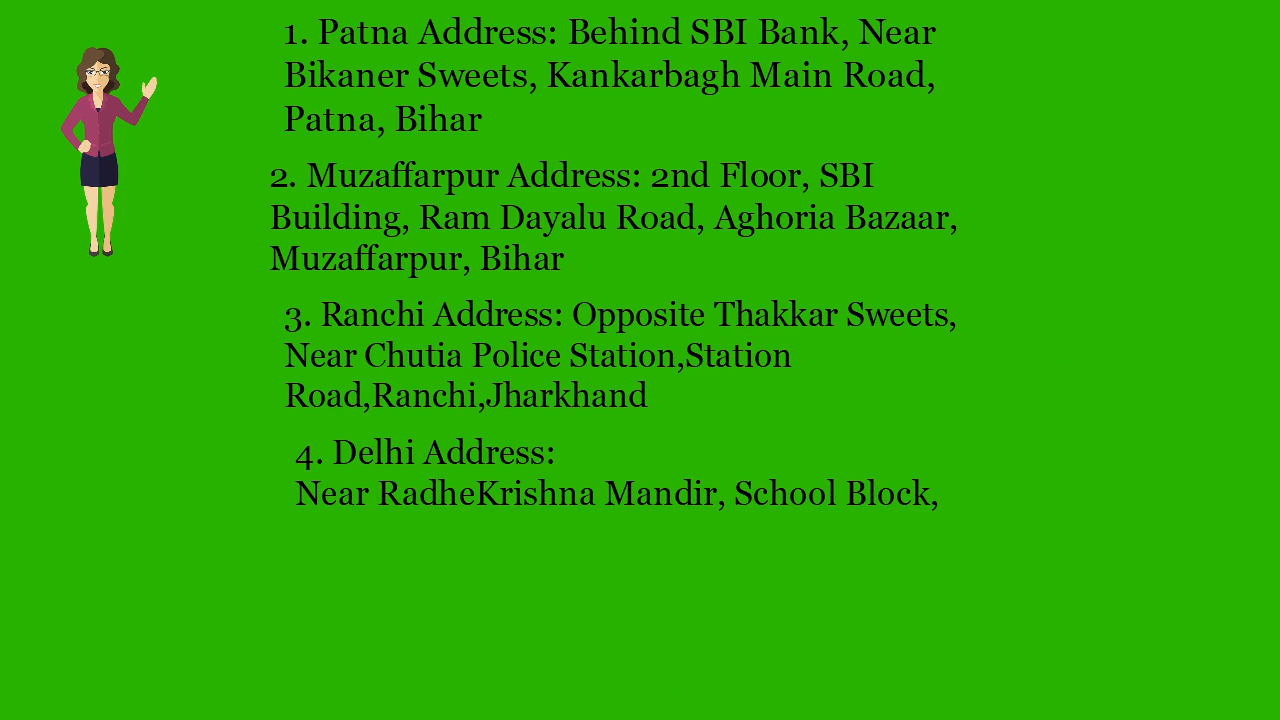 1. Patna Address: Behind SBI Bank, Near
Bikaner Sweets, Kankarbagh Main Road,
Patna, Bihar
2. Muzaffarpur Address: 2nd Floor, SBI
Building, Ram Dayalu Road, Aghoria Bazaar,
Muzaffarpur, Bihar
3. Ranchi Address: Opposite Thakkar Sweets,
Near Chutia Police Station,Station
Road,Ranchi,Jharkhand
4. Delhi Address:
Near RadheKrishna Mandir, School Block,